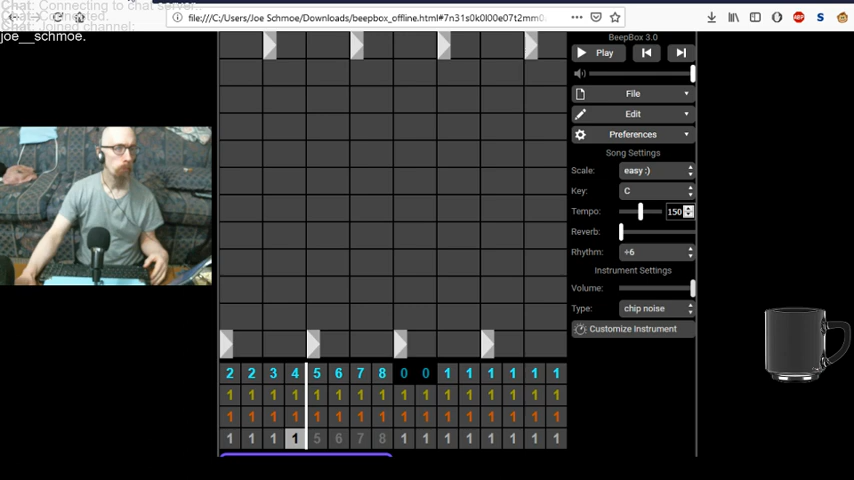 Chat: Connecting to chat server..
Chat: Connected.
Chat: Joined channel:
joe__schmoe.
file:///C:/Users/Joe Schmoe/Downloads/beepbox_offline.html#7n31s0k0l00e07t2mm0
BeepBox 3.0
Play
File
Edit
Preferences
Song Settings
Scale: easy :)
Key: C
Tempo: 150
Reverb:
Rhythm: ÷6
Instrument Settings
Volume:
Type: chip noise
Customize Instrument
2 2 3 4 5 6 7 8 0 0 1 1 1 1 1 1
1 1 1 1 1 1 1 1 1 1 1 1 1 1 1 1
1 1 1 1 1 1 1 1 1 1 1 1 1 1 1 1
1 1 1 1 5 6 7 8 1 1 1 1 1 1 1 1
ABP
S